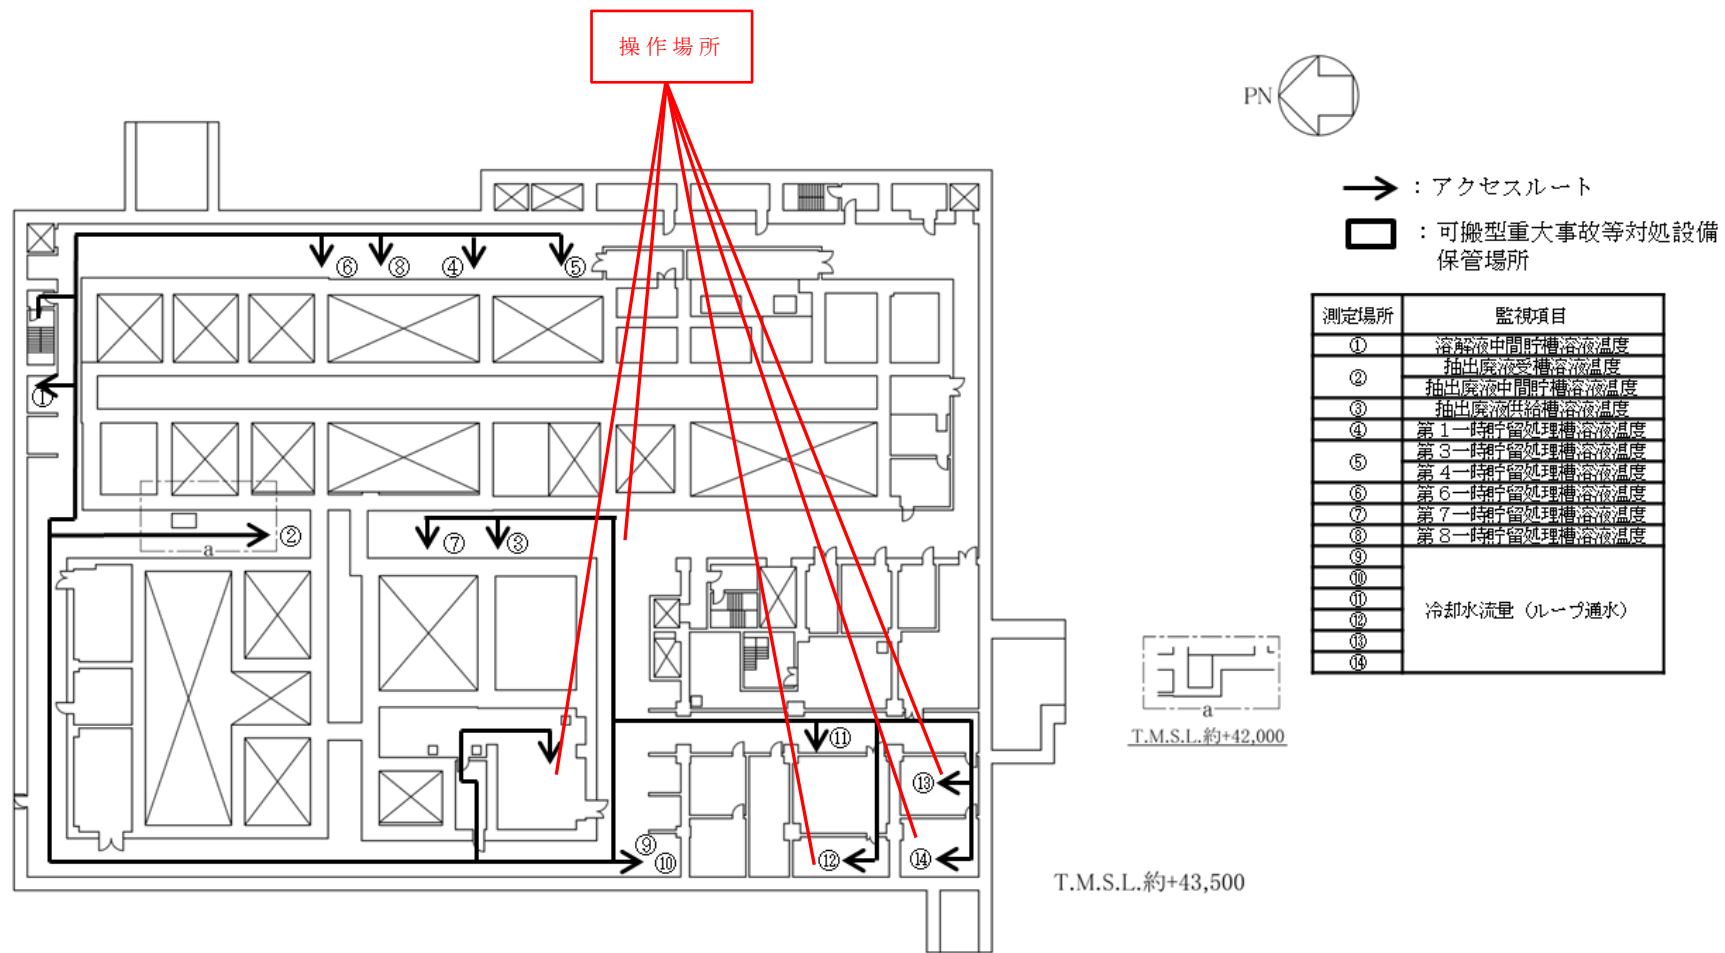 操作場所
PN
：アクセスルート
：可搬型重大事故等対処設備
保管場所
測定場所 監視項目
① 溶解液中間貯槽溶液温度
② 抽出廃液受槽溶液温度
抽出廃液中間貯槽溶液温度
③ 抽出廃液供給槽溶液温度
④ 第１一時貯留処理槽溶液温度
⑤ 第３一時貯留処理槽溶液温度
第４一時貯留処理槽溶液温度
⑥ 第６一時貯留処理槽溶液温度
⑦ 第７一時貯留処理槽溶液温度
⑧ 第８一時貯留処理槽溶液温度
⑨
⑩
⑪
⑫
⑬
⑭
冷却水流量（ループ通水）
⑥ ⑧ ④ ⑤
①
②
a
⑦ ③
⑪
⑬
⑨
⑩
⑫
⑭
a
T.M.S.L.約+42,000
T.M.S.L.約+43,500